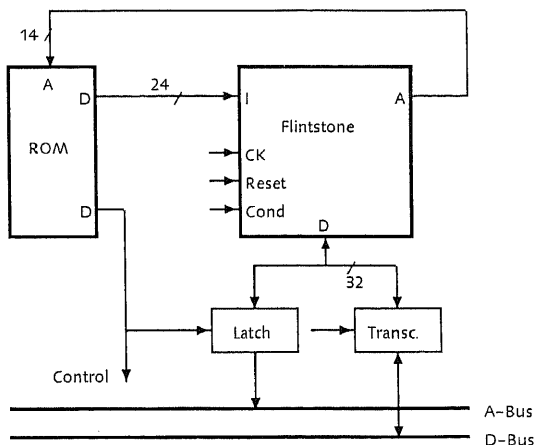 14
A
D
24
I
A
Flintstone
ROM
CK
Reset
D
Cond
D
32
Latch
Transc.
Control
A-Bus
D-Bus